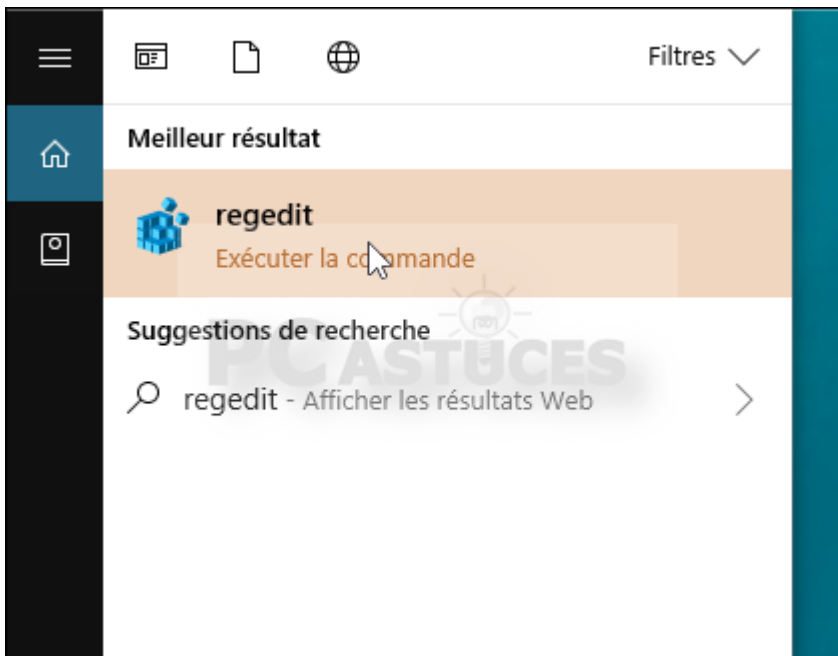 Filtres
Meilleur résultat
regedit
Exécuter la commande
Suggestions de recherche
PC ASTUCES
regedit - Afficher les résultats Web